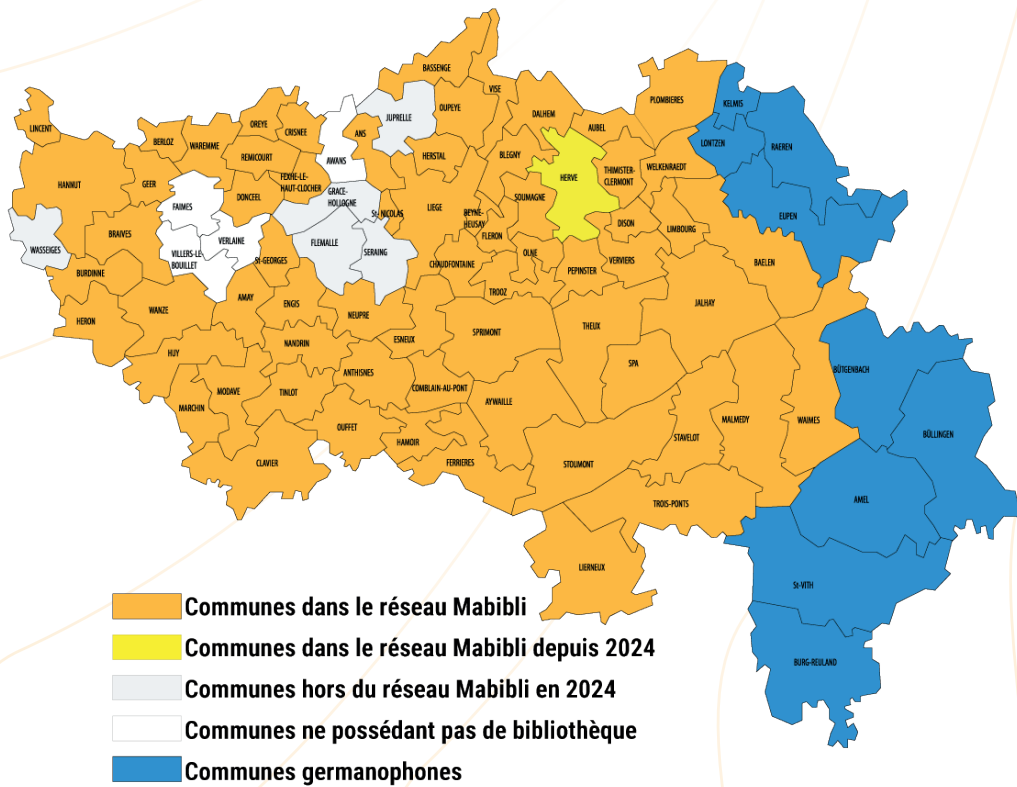 BASSENGE
VISE
LINCENT
JUPRELLE
OUPEYE
DALHEM
PLOMBIERES
KELMIS
BERLOZ
WAREMME
OREYE
CRISNEE
ANS
AUBEL
LONTZEN
RAEREN
HANNUT
GEER
REMICOURT
AWANS
HERSTAL
BLEGNY
HERVE
THIMISTER-
CLERMONT
WELKENRAEDT
FAIMES
DONCEEL
FEXHE-LE-
HAUT-CLOCHER
GRACE-
HOLLOGNE
St-NICOLAS
LIEGE
BEYNE-
HEUSAY
SOUMAGNE
EUPEN
WASSEIGES
BRAIVES
VILLERS-LE
BOUILLET
VERLAINE
FLEMALLE
SERAING
FLERON
DISON
LIMBOURG
BURDINNE
St-GEORGES
CHAUDFONTAINE
OLNE
PEPINSTER
VERVIERS
BAELEN
HERON
WANZE
AMAY
ENGIS
NEUPRE
TROOZ
JALHAY
HUY
NANDRIN
ESNEUX
SPRIMONT
THEUX
MODAVE
TINLOT
ANTHISNES
COMBLAIN-AU-PONT
SPA
BÜTGENBACH
MARCHIN
OUFFET
AYWAILLE
STAVELOT
MALMEDY
WAIMES
BÜLLINGEN
CLAVIER
HAMOIR
FERRIERES
STOUMONT
TROIS-PONTS
AMEL
LIERNEUX
St-VITH
BURG-REULAND
Communes dans le réseau Mabibli
Communes dans le réseau Mabibli depuis 2024
Communes hors du réseau Mabibli en 2024
Communes ne possédant pas de bibliothèque
Communes germanophones